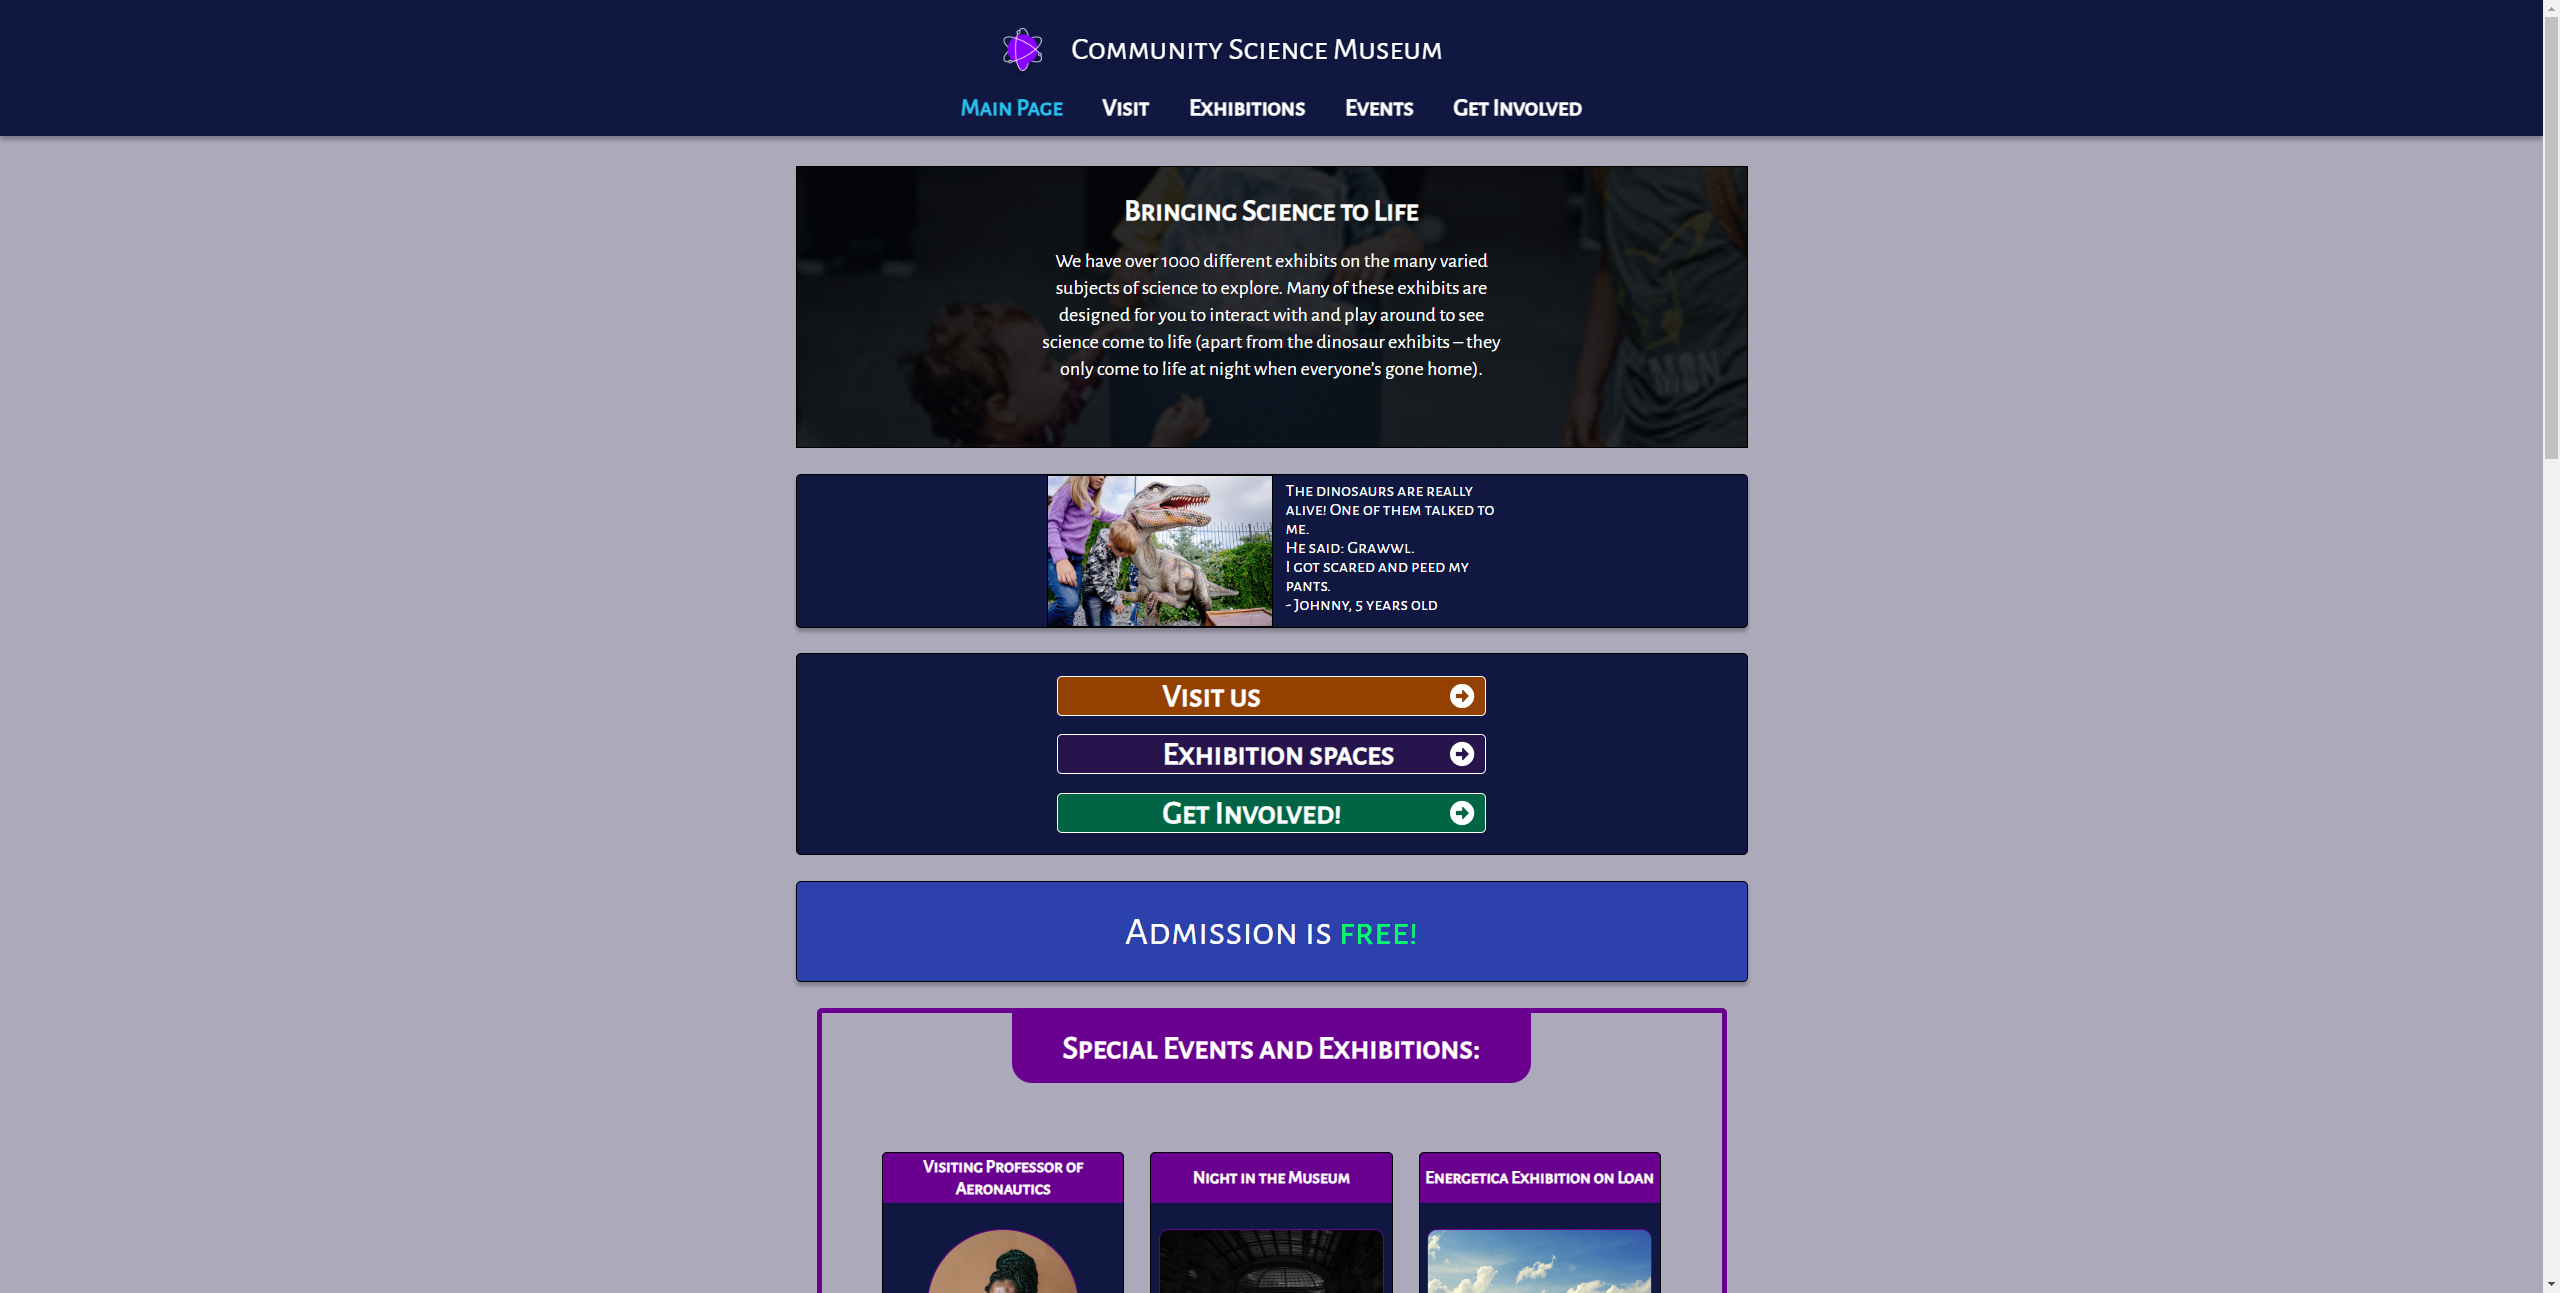 Community Science Museum
Main Page Visit Exhibitions Events Get Involved
Bringing Science to Life
We have over 1000 different exhibits on the many varied
subjects of science to explore. Many of these exhibits are
designed for you to interact with and play around to see
science come to life (apart from the dinosaur exhibits – they
only come to life at night when everyone's gone home).
The dinosaurs are really
alive! One of them talked to
me.
He said: Grawwl.
I got scared and peed my
pants.
- Johnny, 5 years old
Visit us
Exhibition spaces
Get Involved!
Admission is free!
Special Events and Exhibitions:
Visiting Professor of
Aeronautics
Night in the Museum
Energetica Exhibition on Loan